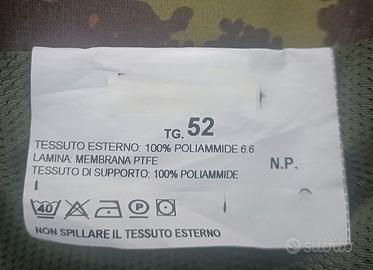 TG. 52
TESSUTO ESTERNO: 100% POLIAMMIDE 6.6
LAMINA: MEMBRANA PTFE
N.P.
TESSUTO DI SUPPORTO: 100% POLIAMMIDE
40
NON SPILLARE IL TESSUTO ESTERNO
subito